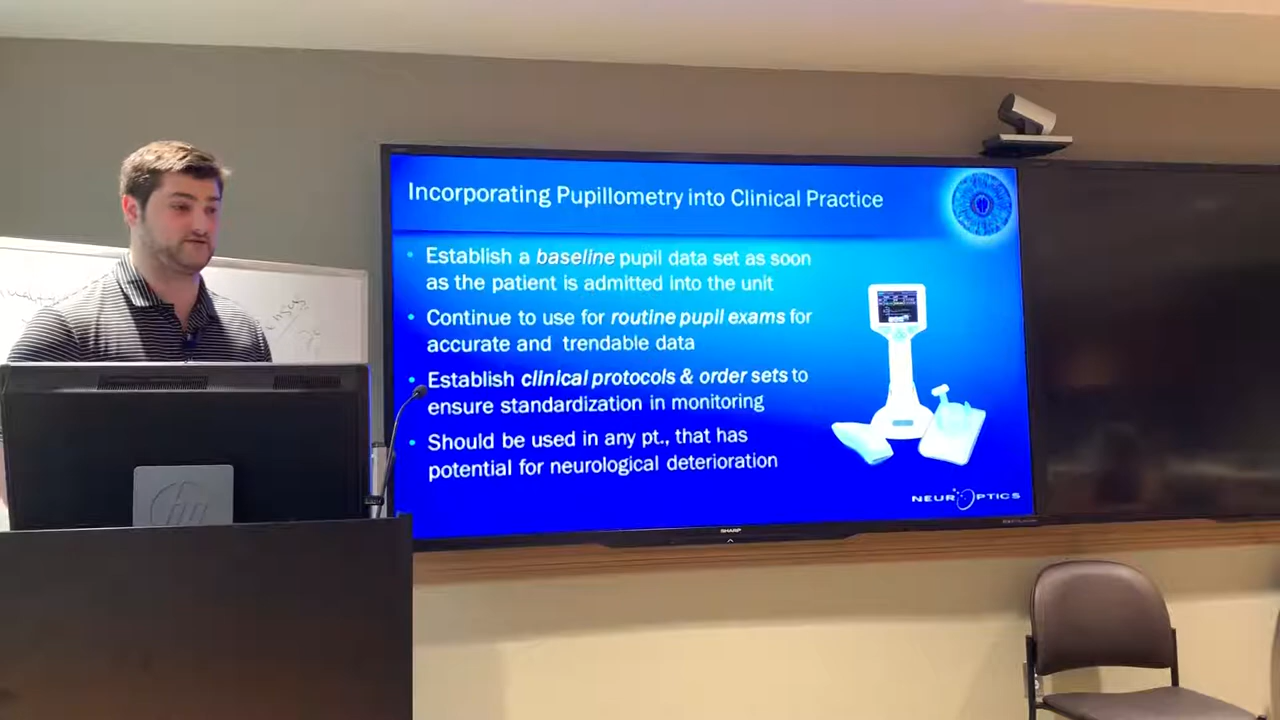 Incorporating Pupillometry into Clinical Practice
• Establish a baseline pupil data set as soon
as the patient is admitted into the unit
• Continue to use for routine pupil exams for
accurate and trendable data
• Establish clinical protocols & order sets to
ensure standardization in monitoring
• Should be used in any pt., that has
potential for neurological deterioration
NEUROPTICS
SHARP
hp